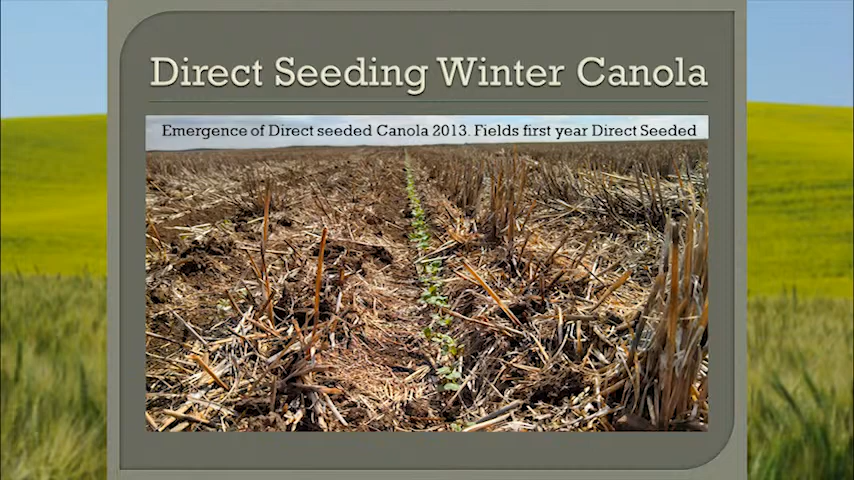 Direct Seeding Winter Canola
Emergence of Direct seeded Canola 2013. Fields first year Direct Seeded